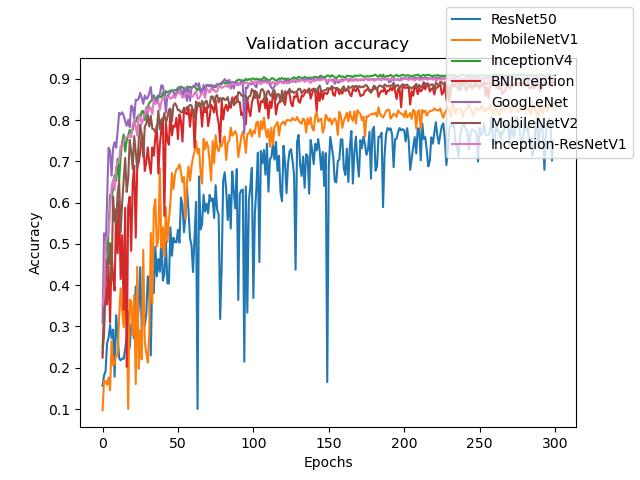 Validation accuracy
ResNet50
MobileNetV1
InceptionV4
BNInception
GoogLeNet
MobileNetV2
Inception-ResNetV1
Accuracy
0.9
0.8
0.7
0.6
0.5
0.4
0.3
0.2
0.1
0 50 100 150 200 250 300
Epochs